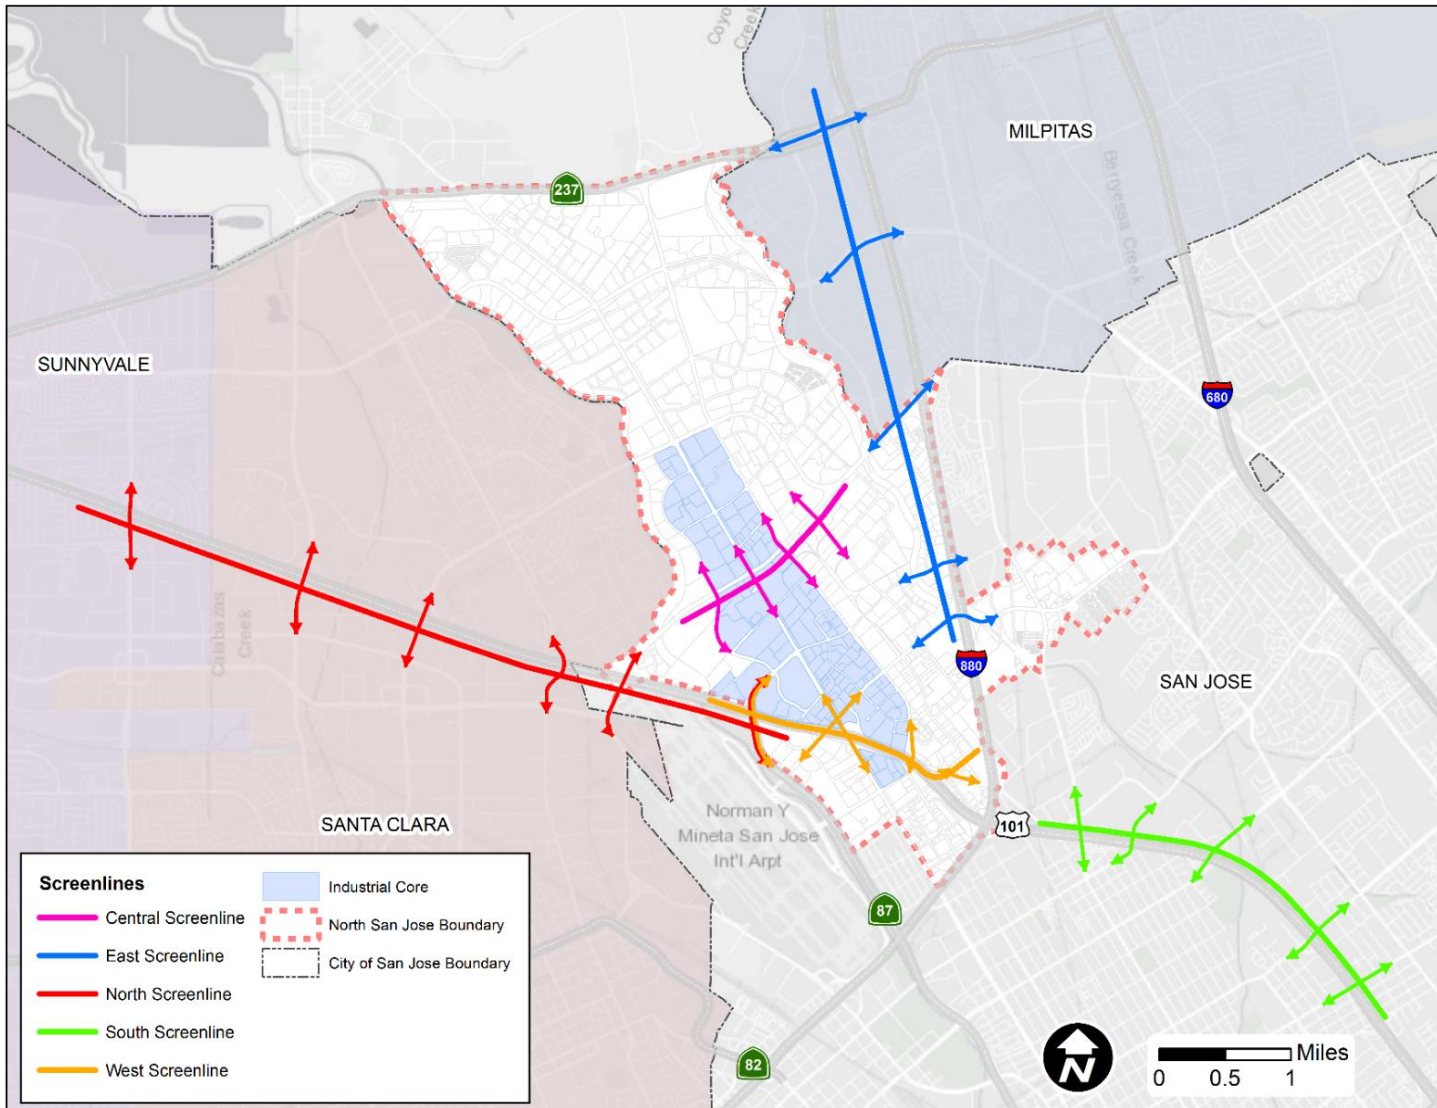 Coyo
Creek
MILPITAS
237
Berryessa Creek
SUNNYVALE
680
Calabazas
Creek
880
SAN JOSE
SANTA CLARA
Norman Y
Mineta San Jose
Int'l Arpt
101
87
82
Screenlines
Central Screenline
East Screenline
North Screenline
South Screenline
West Screenline
Industrial Core
North San Jose Boundary
City of San Jose Boundary
N
Miles
0 0.5 1